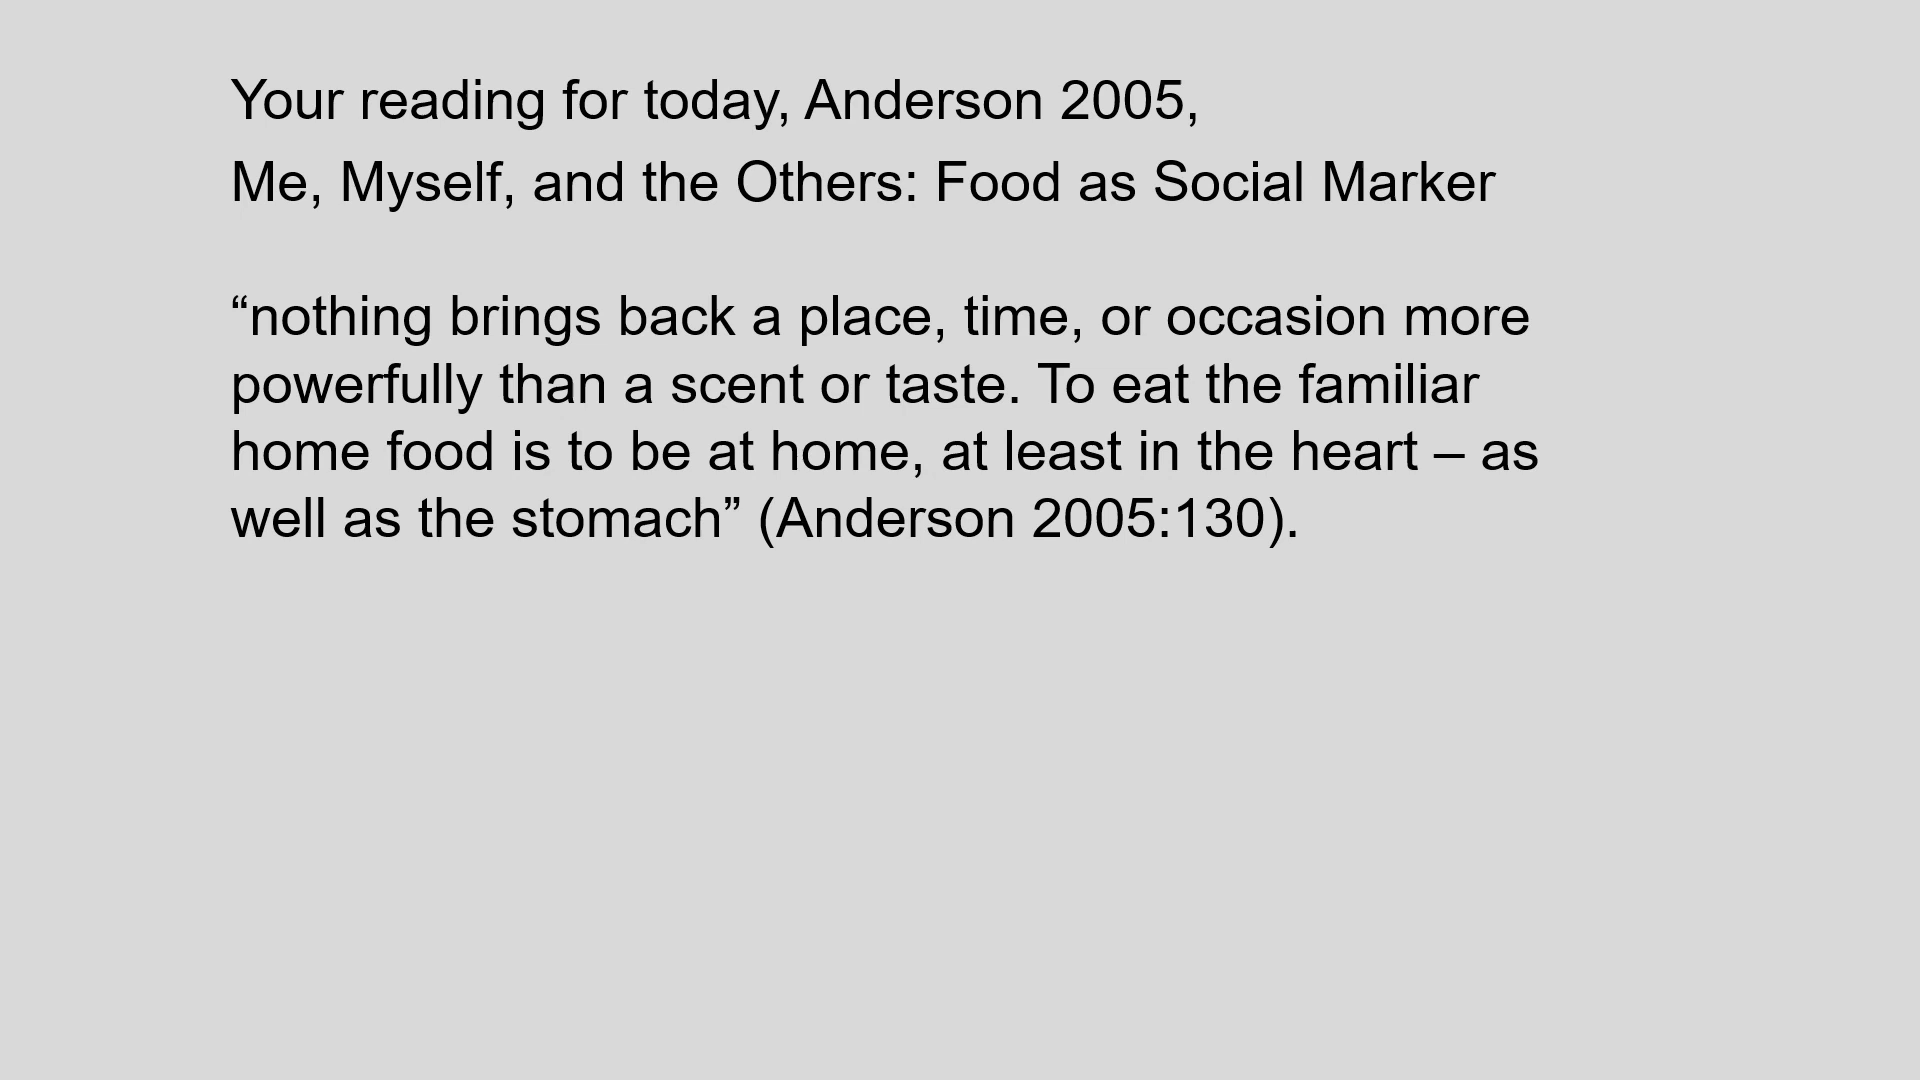 Your reading for today, Anderson 2005,
Me, Myself, and the Others: Food as Social Marker
“nothing brings back a place, time, or occasion more
powerfully than a scent or taste. To eat the familiar
home food is to be at home, at least in the heart – as
well as the stomach” (Anderson 2005:130).